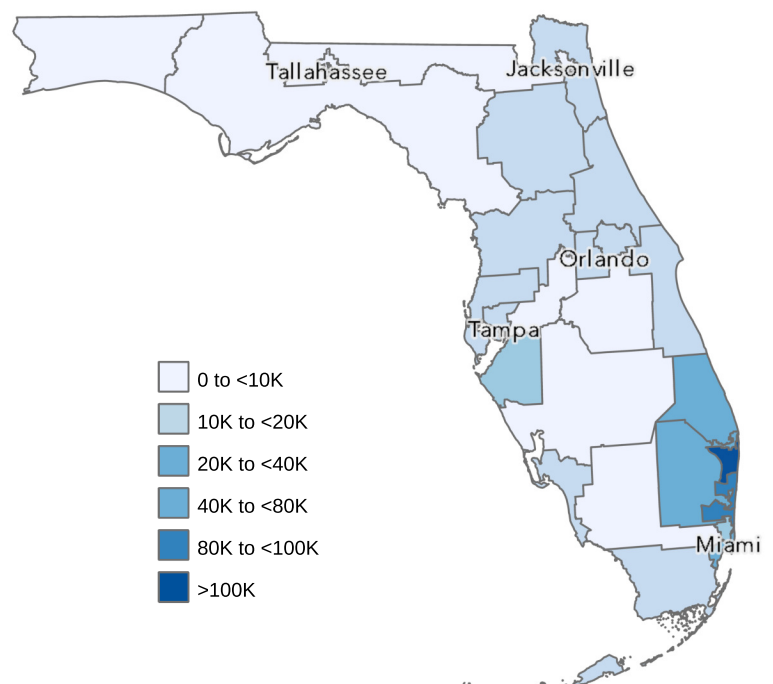 Tallahassee
Jacksonville
Orlando
Tampa
0 to <10K
10K to <20K
20K to <40K
40K to <80K
80K to <100K
Miami
>100K